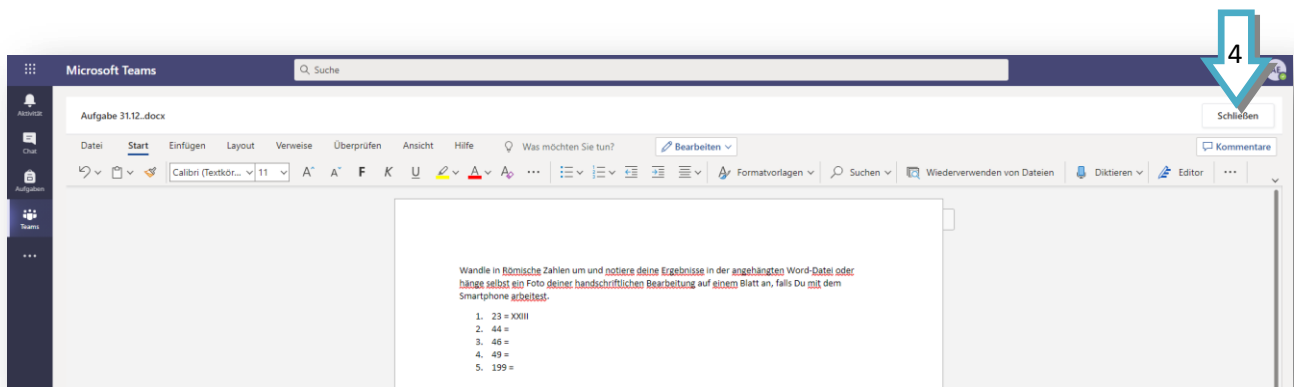 4
Microsoft Teams
Suche
Aktivität
Aufgabe 31.12..docx
Schließen
Chat
Datei Start Einfügen Layout Verweise Überprüfen Ansicht Hilfe Was möchten Sie tun? Bearbeiten Kommentare
Aufgaben
Calibri (Textkör... 11 A A F K U A A ... Formatvorlagen Suchen Wiederverwenden von Dateien Diktieren Editor ...
Teams
...
Wandle in Römische Zahlen um und notiere deine Ergebnisse in der angehängten Word-Datei oder
hänge selbst ein Foto deiner handschriftlichen Bearbeitung auf einem Blatt an, falls Du mit dem
Smartphone arbeitest.
1. 23 = XXIII
2. 44 =
3. 46 =
4. 49 =
5. 199 =